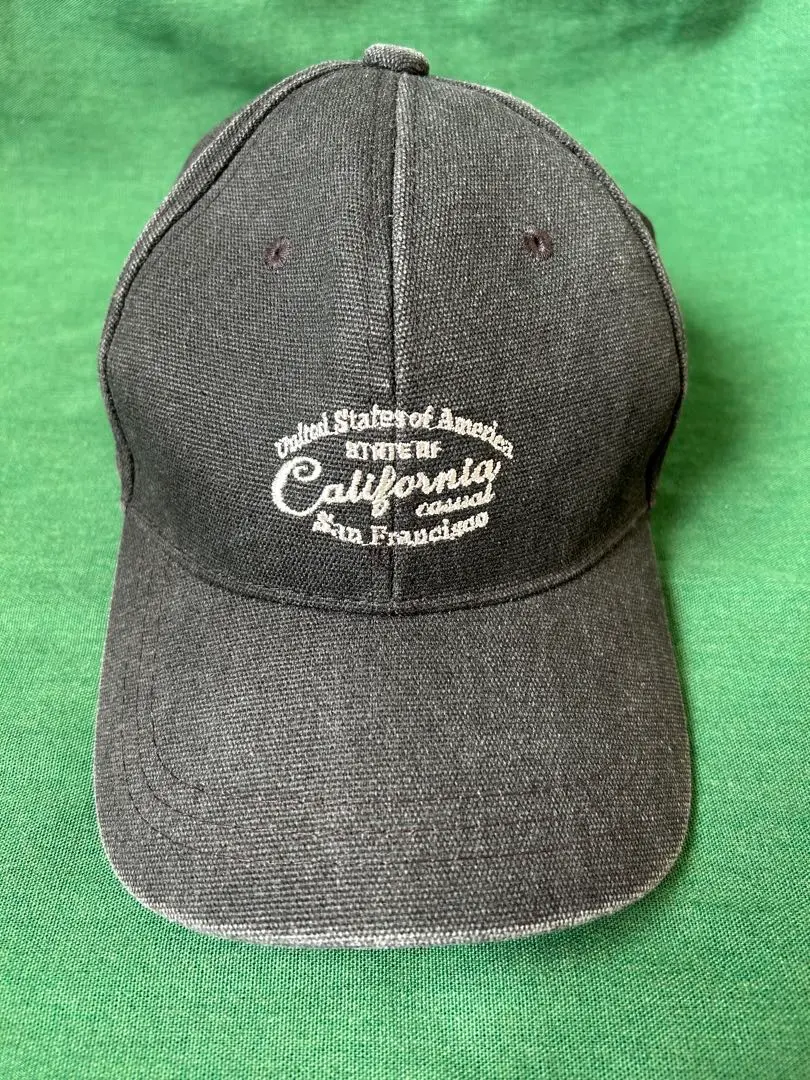 United States of America
STATE OF
California
casual
San Francisco